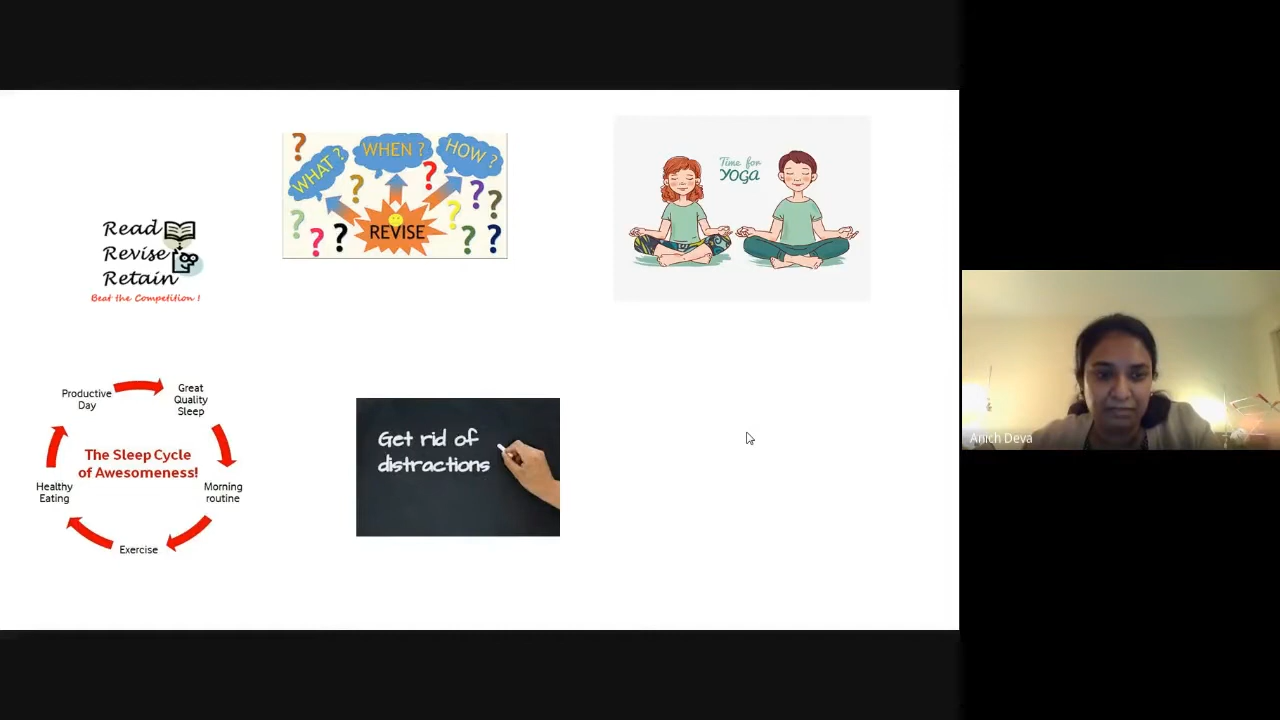 Read
Revise
Retain
Beat the Competition !
WHAT ?
WHEN ?
HOW ?
REVISE
Time for
YOGA
Productive
Day
Great
Quality
Sleep
The Sleep Cycle
of Awesomeness!
Healthy
Eating
Morning
routine
Exercise
Get rid of
distractions
Anich Deva